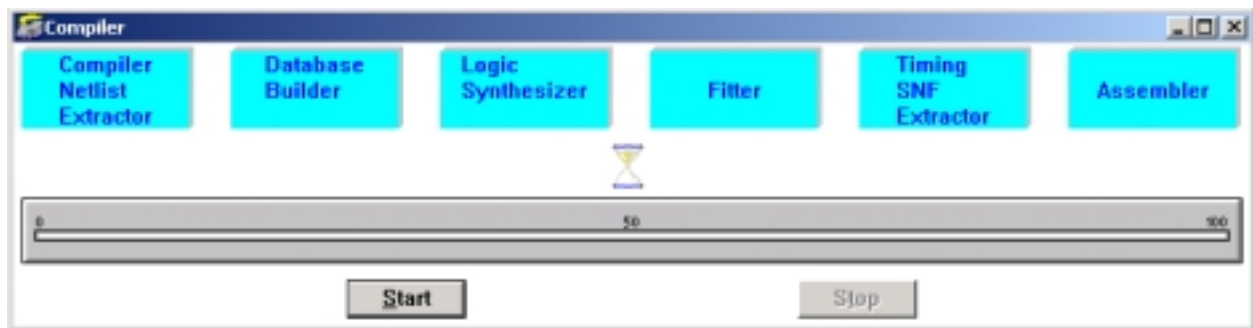 Compiler
Compiler
Netlist
Extractor
Database
Builder
Logic
Synthesizer
Fitter
Timing
SNF
Extractor
Assembler
0 50 100
Start Stop